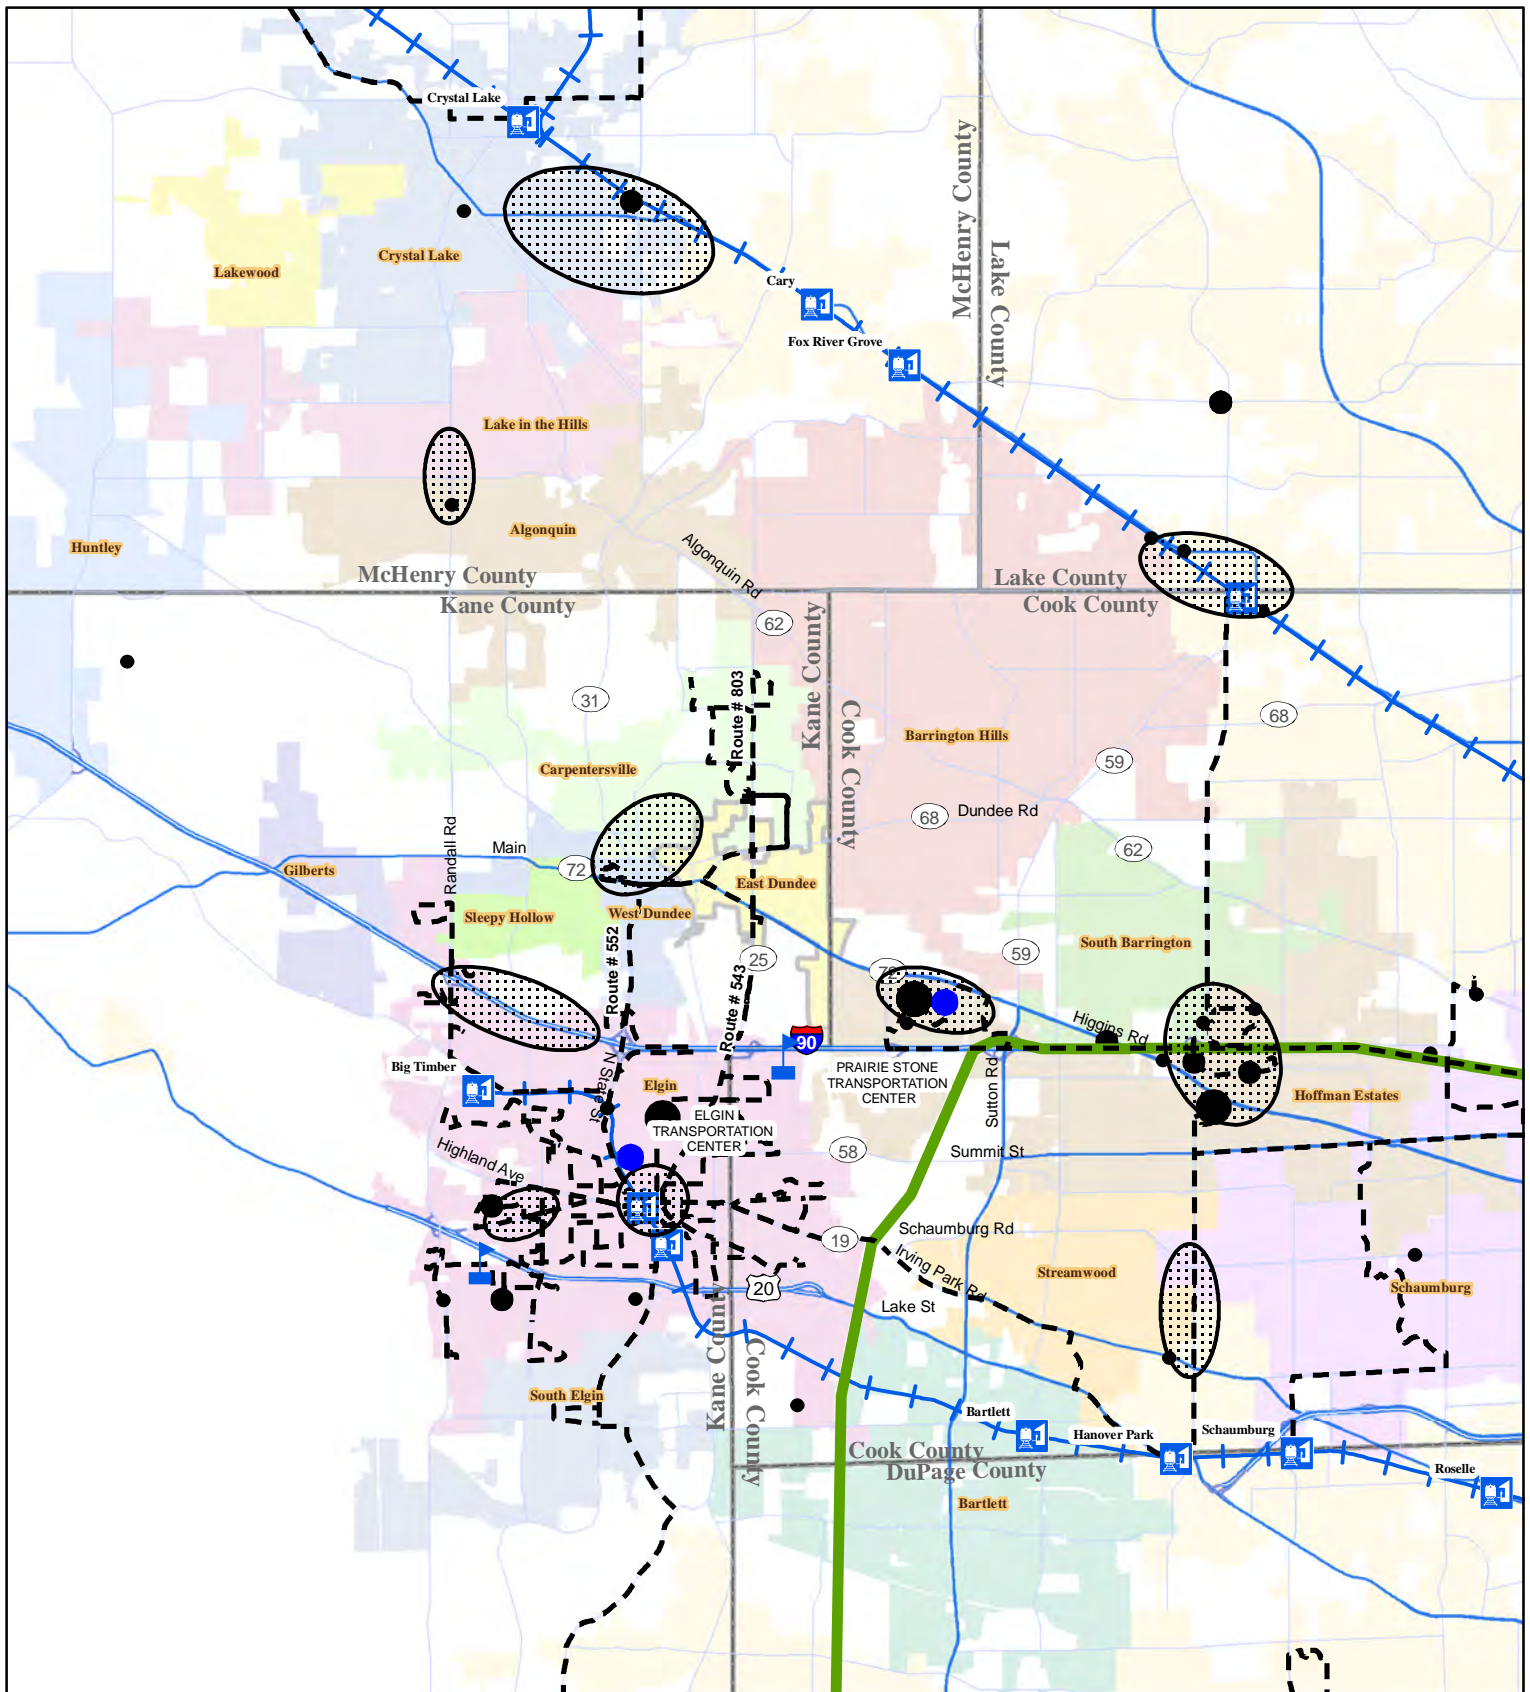 Crystal Lake
McHenry County
Lake County
Crystal Lake
Lakewood
Cary
Fox River Grove
Lake in the Hills
Algonquin
Huntley
Algonquin Rd
McHenry County
Kane County
Lake County
Cook County
62
Kane County
Cook County
31
Route # 803
68
Barrington Hills
59
Carpentersville
68
Dundee Rd
Randall Rd
Main
62
72
Gilberts
East Dundee
Sleepy Hollow
West Dundee
South Barrington
Route # 552
25
59
72
Route # 543
Higgins Rd
90
Big Timber
N State St
Elgin
PRAIRIE STONE
TRANSPORTATION
CENTER
Sutton Rd
Hoffman Estates
ELGIN
TRANSPORTATION
CENTER
Highland Ave
58
Summit St
Schaumburg Rd
19
Irving Park Rd
Streamwood
Schaumburg
20
Lake St
Kane County
Cook County
South Elgin
Bartlett
Hanover Park
Schaumburg
Cook County
DuPage County
Roselle
Bartlett